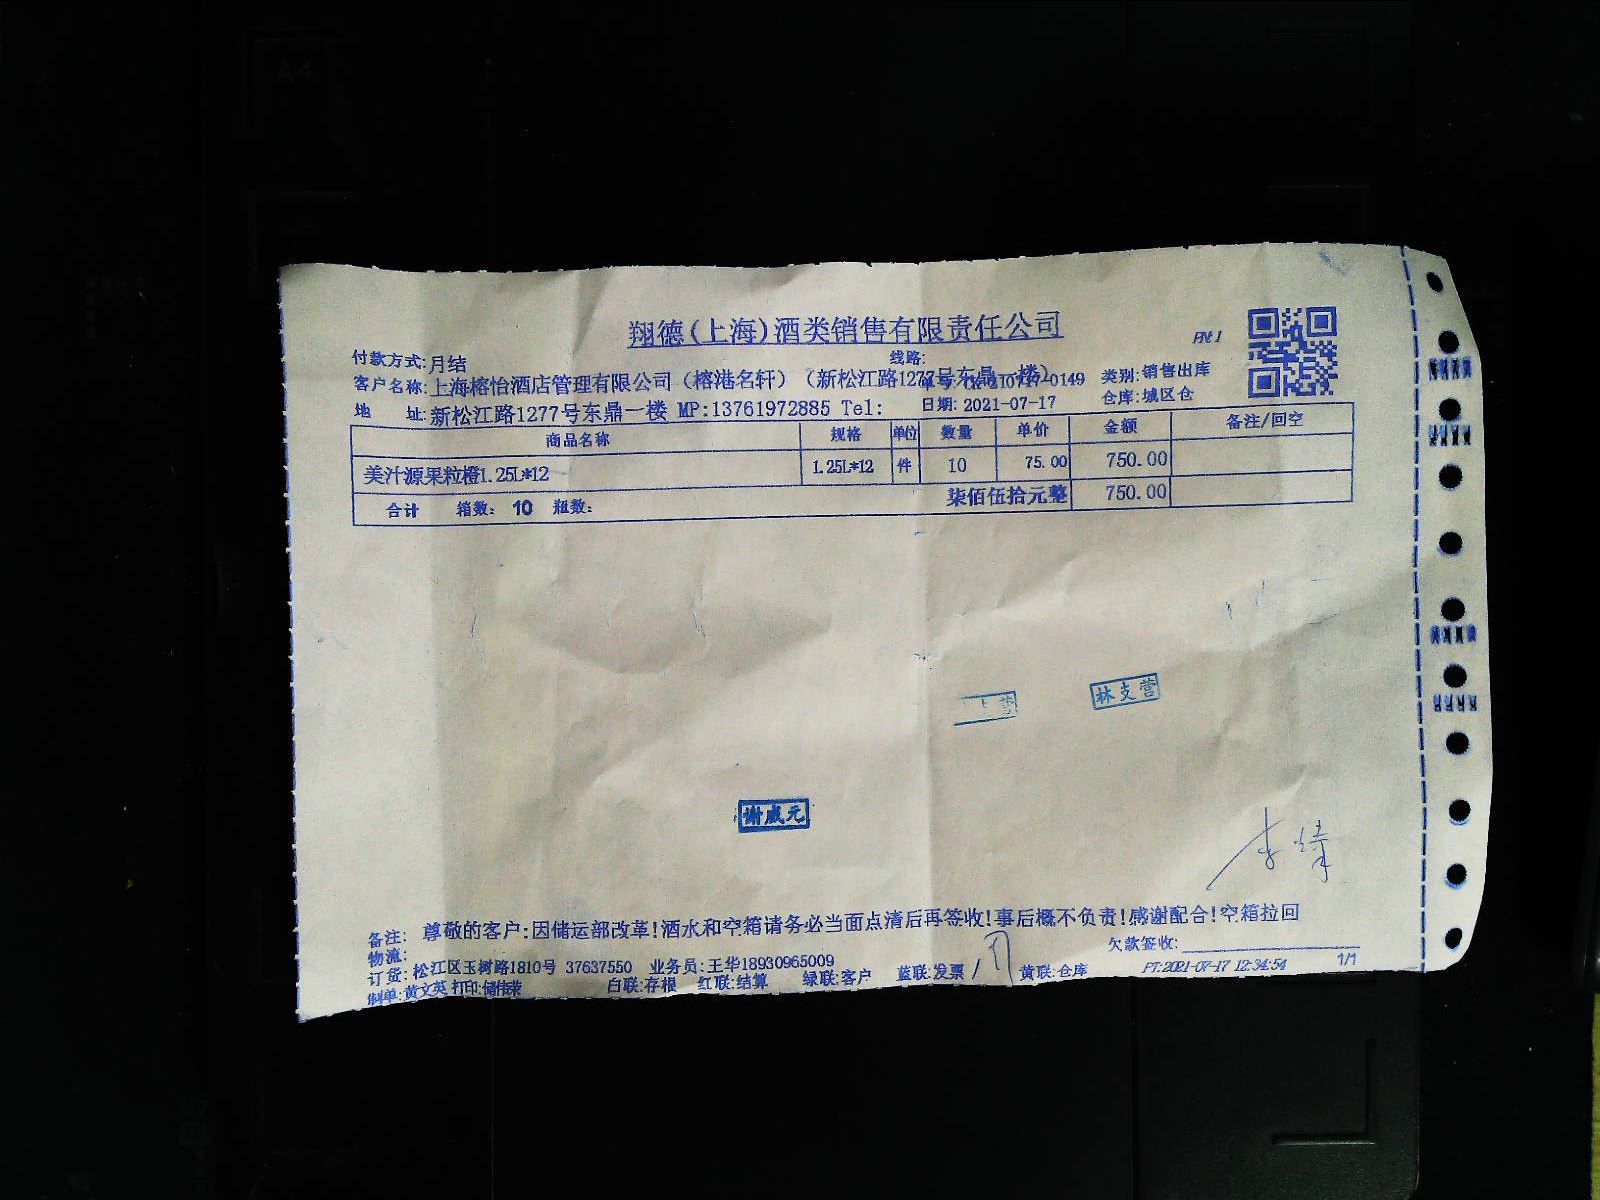 翔德(上海)酒类销售有限责任公司
付款方式:月结 线路:
客户名称:上海榕怡酒店管理有限公司（榕港名轩）（新松江路1277号东鼎一楼） 类别:销售出库
地 址:新松江路1277号东鼎一楼 MP:13761972885 Tel: 日期:2021-07-17 仓库:城区仓
商品名称 规格 单位 数量 单价 金额 备注/回空
美汁源果粒橙1.25L*12 1.25L*12 件 10 75.00 750.00
合计 箱数: 10 瓶数: 柒佰伍拾元整 750.00
林支营
谢威元
备注: 尊敬的客户:因储运部改革!酒水和空箱请务必当面点清后再签收!事后概不负责!感谢配合!空箱拉回
物流: 欠款签收:
订货:松江区玉树路1810号 37637550 业务员:王华18930965009
制单:黄文英 打印:储伟荣 白联:存根 红联:结算 绿联:客户 蓝联:发票 黄联:仓库 PT:2021-07-17 12:34:54 1/1